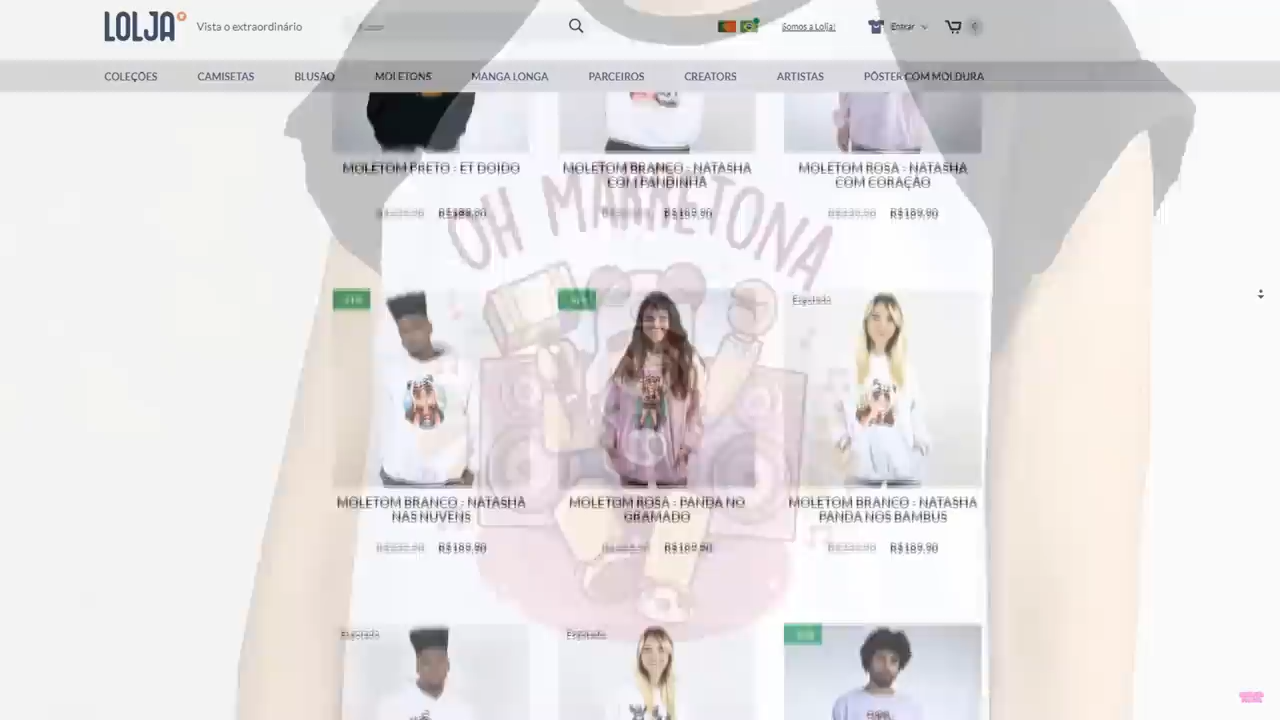 LOLJA
Vista o extraordinário
Somos a Lolja!
Entrar
COLEÇÕES
CAMISETAS
BLUSÃO
MOLETONS
MANGA LONGA
PARCEIROS
CREATORS
ARTISTAS
PÔSTER COM MOLDURA
MOLETOM PRETO - ET DOIDO
MOLETOM BRANCO - NATASHA
COM PANDINHA
MOLETOM ROSA - NATASHA
COM CORAÇÃO
R$189,90
R$189,90
R$189,90
OH MARRETONA
Esgotado
MOLETOM BRANCO - NATASHA
NAS NUVENS
MOLETOM ROSA - PANDA NO
GRAMADO
MOLETOM BRANCO - NATASHA
PANDA NOS BAMBUS
R$189,90
R$189,90
R$189,90
Esgotado
Esgotado